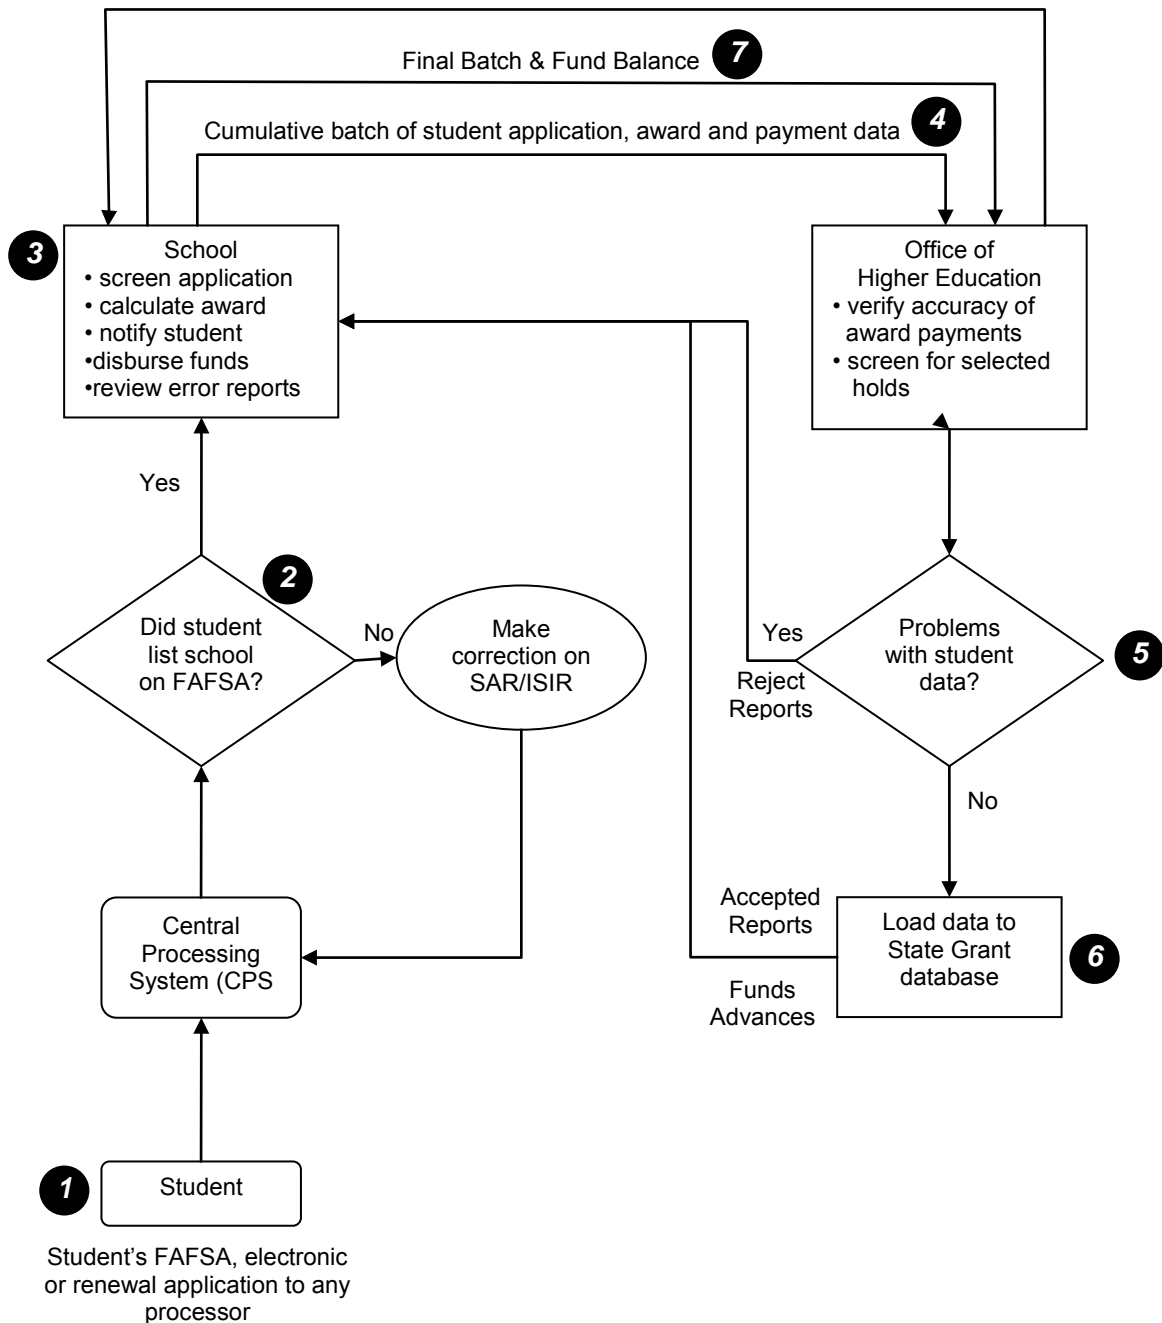 Final Batch & Fund Balance
7
Cumulative batch of student application, award and payment data
4
3
School
• screen application
• calculate award
• notify student
•disburse funds
•review error reports
Office of
Higher Education
• verify accuracy of
award payments
• screen for selected
holds
Yes
2
Did student
list school
on FAFSA?
No
Make
correction on
SAR/ISIR
Yes
Reject
Reports
Problems
with student
data?
5
No
Central
Processing
System (CPS
Accepted
Reports
Funds
Advances
Load data to
State Grant
database
6
1
Student
Student’s FAFSA, electronic
or renewal application to any
processor